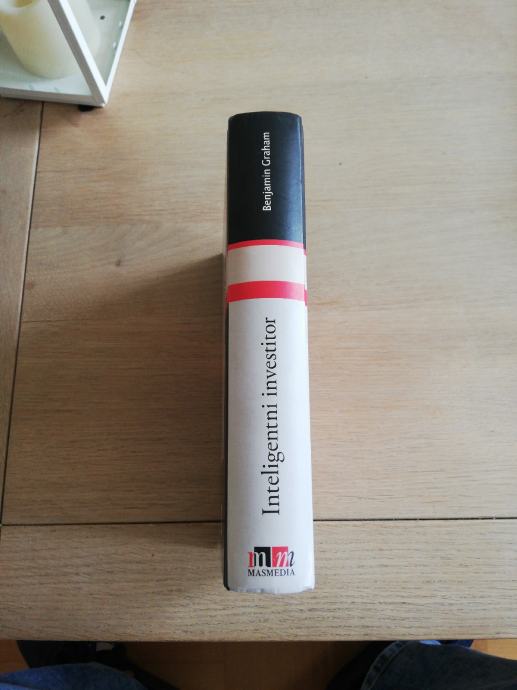 Benjamin Graham
Inteligentni investitor
mm
MASMEDIA